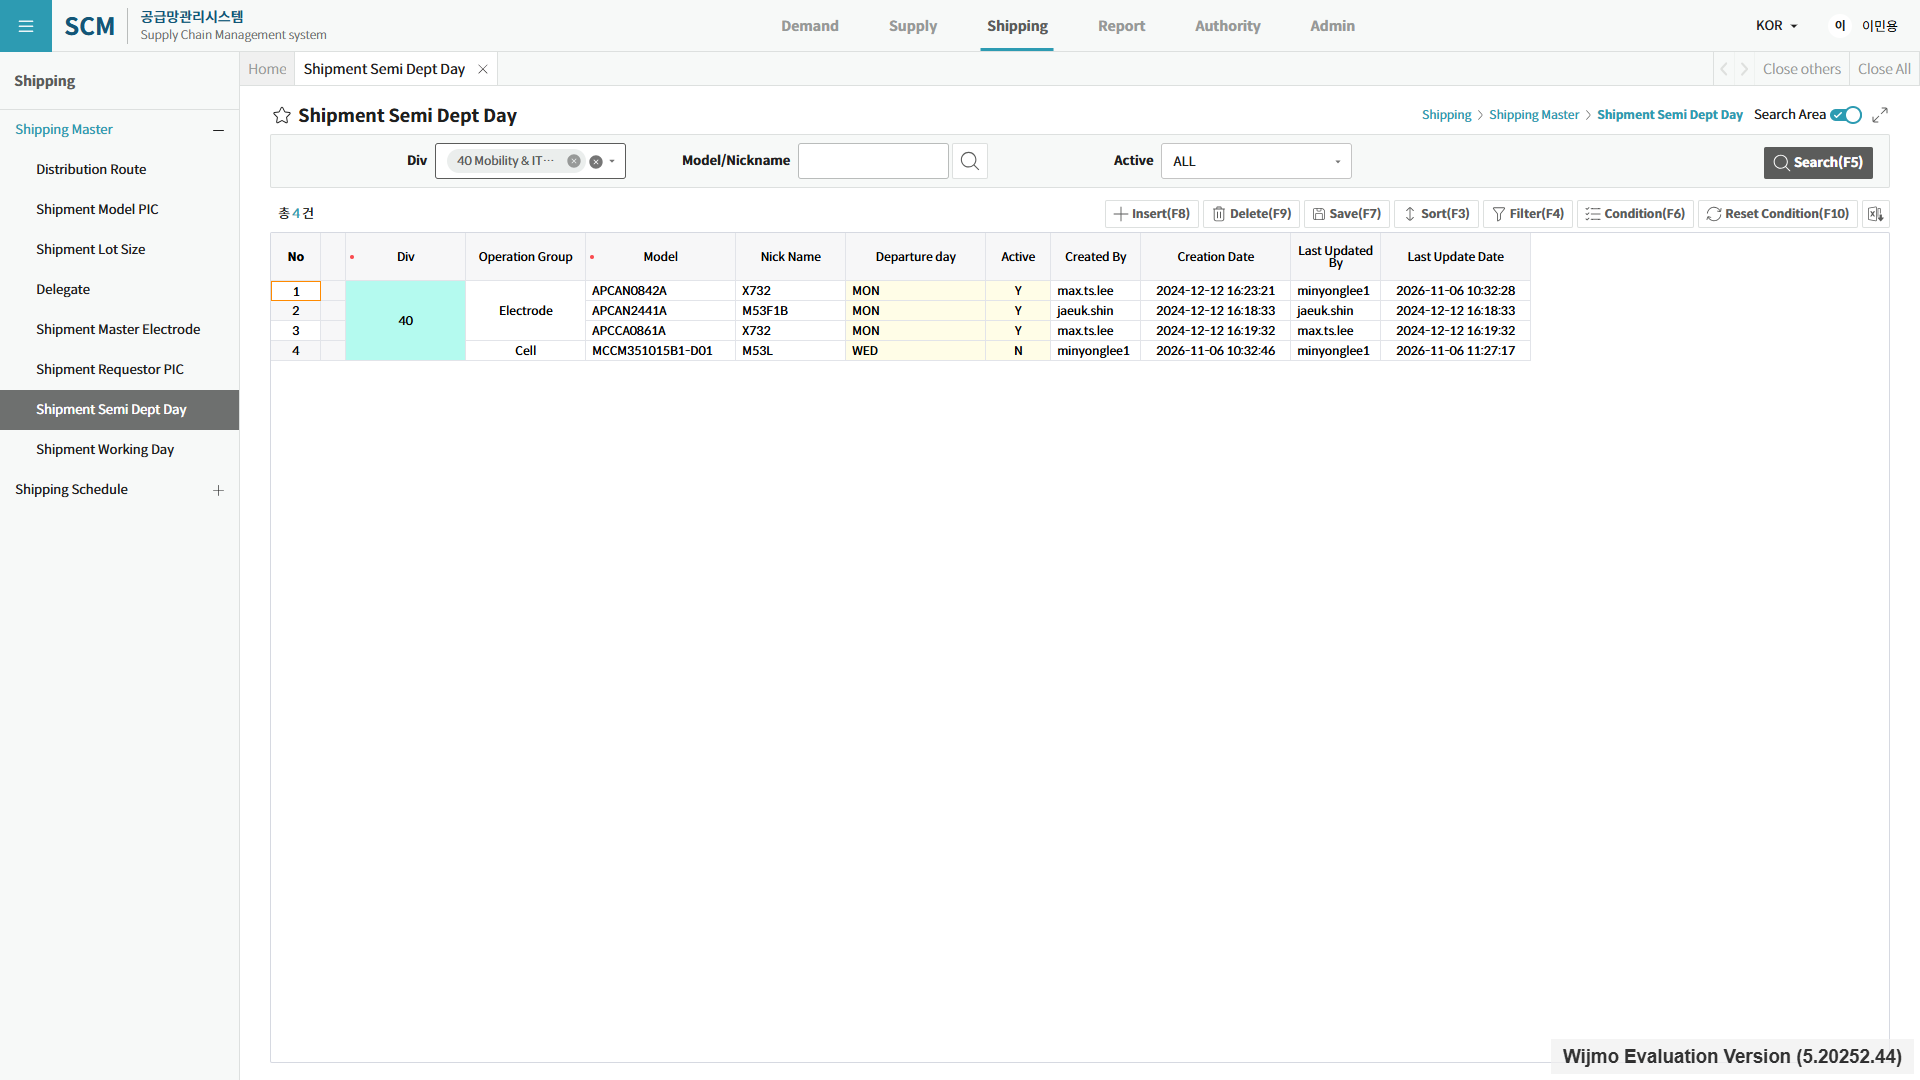 SCM
공급망관리시스템
Supply Chain Management system
Demand
Supply
Shipping
Report
Authority
Admin
KOR
이
이민용
Shipping
Home
Shipment Semi Dept Day
Close others
Close All
Shipping Master
Distribution Route
Shipment Model PIC
Shipment Lot Size
Delegate
Shipment Master Electrode
Shipment Requestor PIC
Shipment Semi Dept Day
Shipment Working Day
Shipping Schedule
Shipment Semi Dept Day
Shipping > Shipping Master > Shipment Semi Dept Day
Search Area
Div
40 Mobility & IT···
Model/Nickname
Active
ALL
Search(F5)
총 4 건
Insert(F8)
Delete(F9)
Save(F7)
Sort(F3)
Filter(F4)
Condition(F6)
Reset Condition(F10)
No Div Operation Group Model Nick Name Departure day Active Created By Creation Date Last Updated By Last Update Date
1 40 Electrode APCAN0842A X732 MON Y max.ts.lee 2024-12-12 16:23:21 minyonglee1 2026-11-06 10:32:28
2 APCAN2441A M53F1B MON Y jaeuk.shin 2024-12-12 16:18:33 jaeuk.shin 2024-12-12 16:18:33
3 APCCA0861A X732 MON Y max.ts.lee 2024-12-12 16:19:32 max.ts.lee 2024-12-12 16:19:32
4 Cell MCCM351015B1-D01 M53L WED N minyonglee1 2026-11-06 10:32:46 minyonglee1 2026-11-06 11:27:17
Wijmo Evaluation Version (5.20252.44)